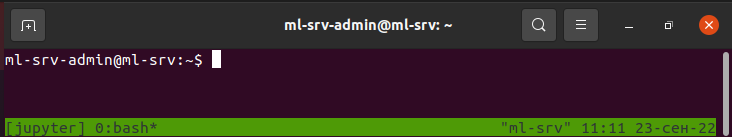 ml-srv-admin@ml-srv: ~
ml-srv-admin@ml-srv:~$
[jupyter] 0:bash* "ml-srv" 11:11 23-сен-22